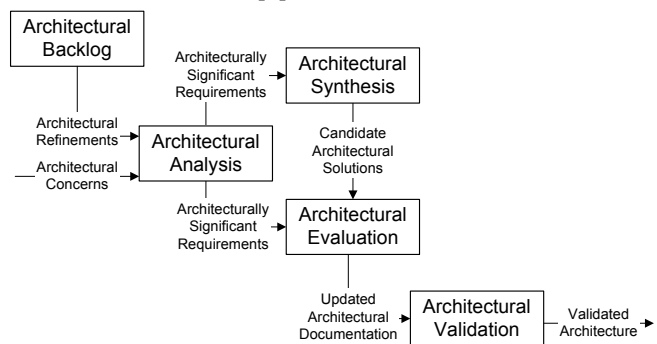 Architectural
Backlog
Architecturally
Significant
Requirements
Architectural
Synthesis
Architectural
Refinements
Architectural
Analysis
Candidate
Architectural
Solutions
Architectural
Concerns
Architecturally
Significant
Requirements
Architectural
Evaluation
Updated
Architectural
Documentation
Architectural
Validation
Validated
Architecture